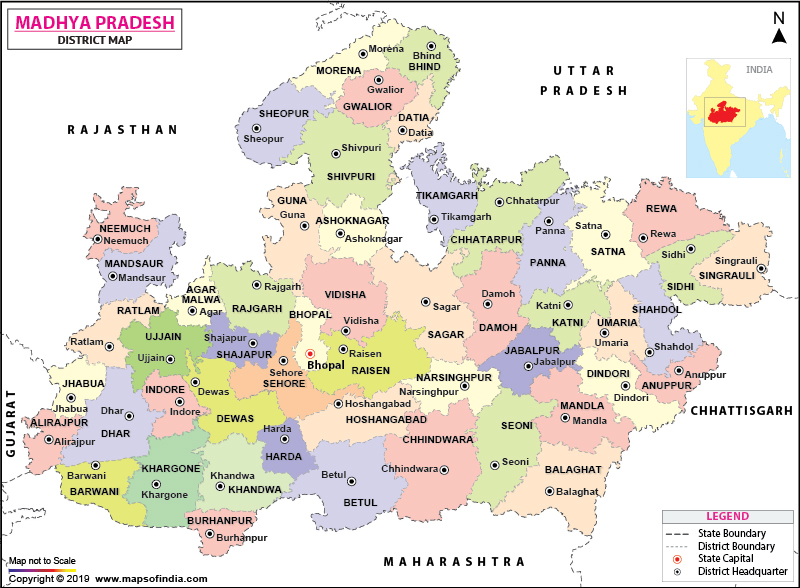 MADHYA PRADESH
DISTRICT MAP
N
INDIA
UTTAR
PRADESH
RAJASTHAN
GUJARAT
CHHATTISGARH
MAHARASHTRA
Morena
MORENA
Bhind
BHIND
Gwalior
GWALIOR
DATIA
Datia
SHEOPUR
Sheopur
Shivpuri
SHIVPURI
TIKAMGARH
Tikamgarh
Chhatarpur
CHHATARPUR
Panna
PANNA
Satna
SATNA
REWA
Rewa
Sidhi
SIDHI
Singrauli
SINGRAULI
GUNA
Guna
ASHOKNAGAR
Ashoknagar
NEEMUCH
Neemuch
MANDSAUR
Mandsaur
AGAR
MALWA
Agar
Rajgarh
RAJGARH
VIDISHA
Vidisha
BHOPAL
Bhopal
Sagar
SAGAR
Damoh
DAMOH
Katni
KATNI
UMARIA
Umaria
SHAHDOL
Shahdol
RATLAM
Ratlam
UJJAIN
Ujjain
Shajapur
SHAJAPUR
Sehore
SEHORE
Raisen
RAISEN
JABALPUR
Jabalpur
NARSINGHPUR
Narsinghpur
DINDORI
Dindori
Anuppur
ANUPPUR
JHABUA
Jhabua
Dhar
DHAR
INDORE
Indore
Dewas
DEWAS
Hoshangabad
HOSHANGABAD
MANDLA
Mandla
ALIRAJPUR
Alirajpur
Harda
HARDA
CHHINDWARA
Chhindwara
SEONI
Seoni
BALAGHAT
Balaghat
Barwani
BARWANI
KHARGONE
Khargone
Khandwa
KHANDWA
Betul
BETUL
BURHANPUR
Burhanpur
LEGEND
State Boundary
District Boundary
State Capital
District Headquarter
Map not to Scale
Copyright © 2019 www.mapsofindia.com